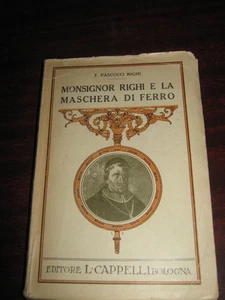 F. PASCUCCI RIGHI
MONSIGNOR RIGHI E LA
MASCHERA DI FERRO
EDITORE L. CAPPELLI BOLOGNA